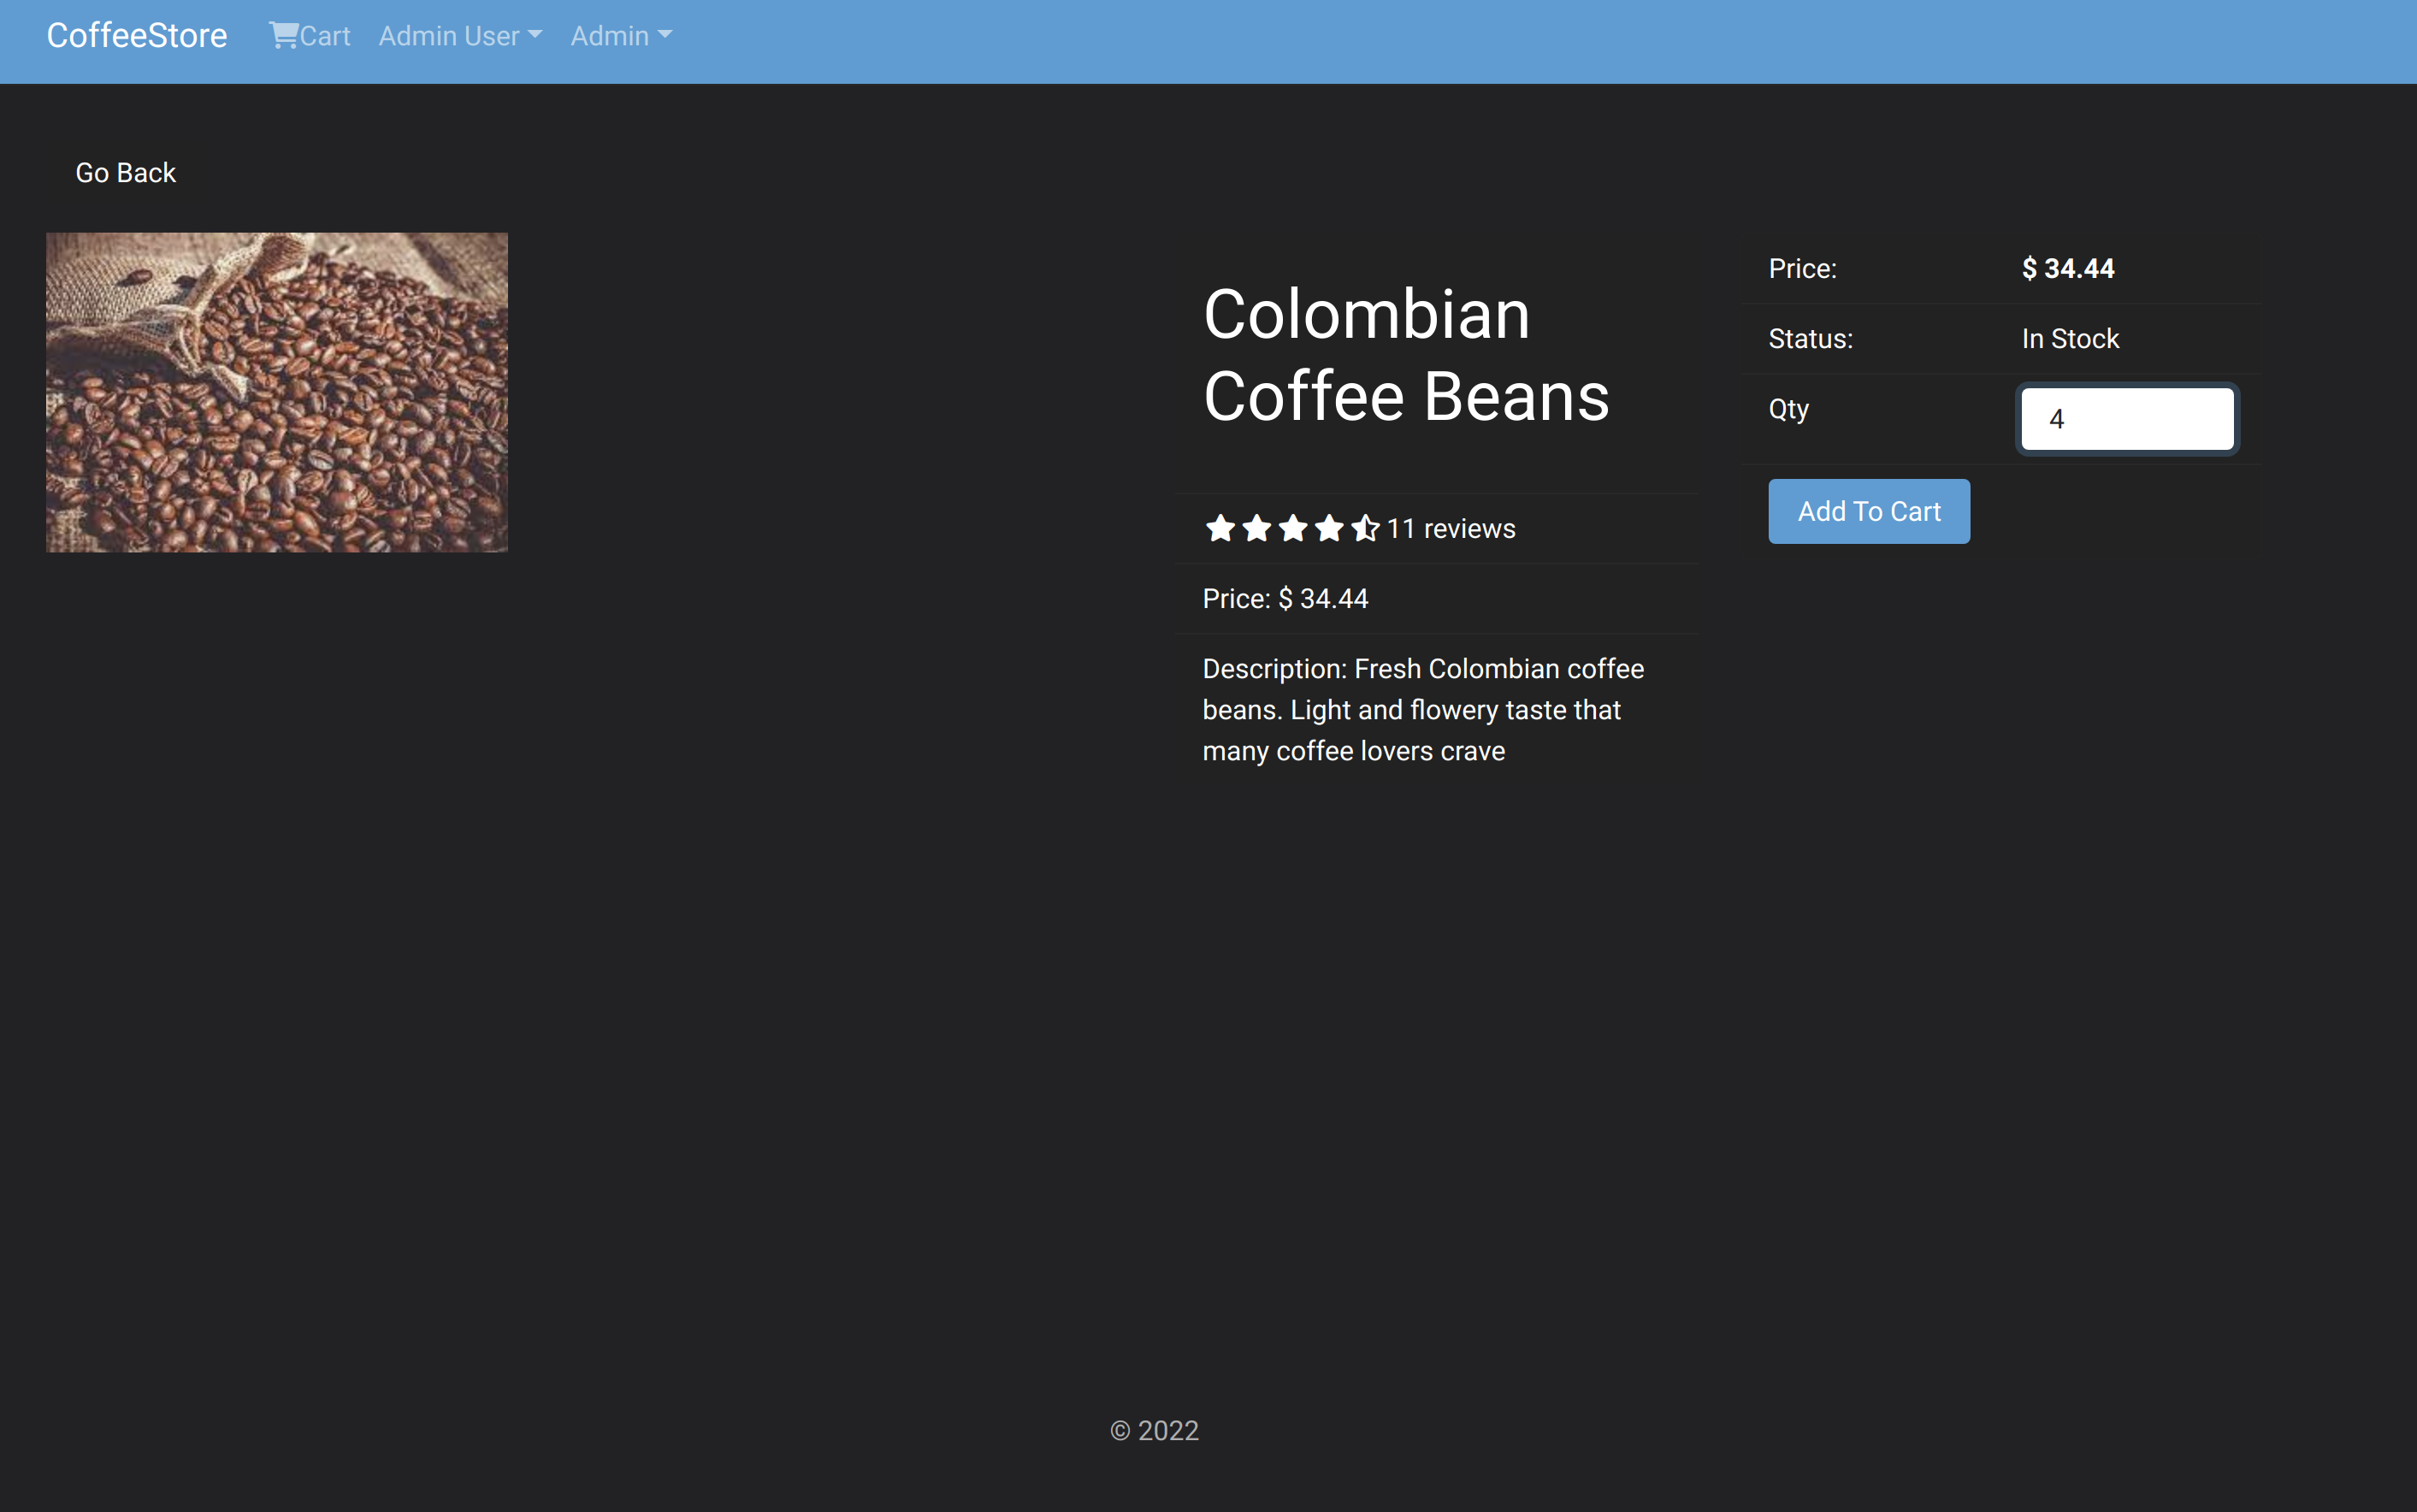 CoffeeStore Cart Admin User Admin
Go Back
Colombian
Coffee Beans
11 reviews
Price: $ 34.44
Description: Fresh Colombian coffee
beans. Light and flowery taste that
many coffee lovers crave
Price: $ 34.44
Status: In Stock
Qty 4
Add To Cart
© 2022